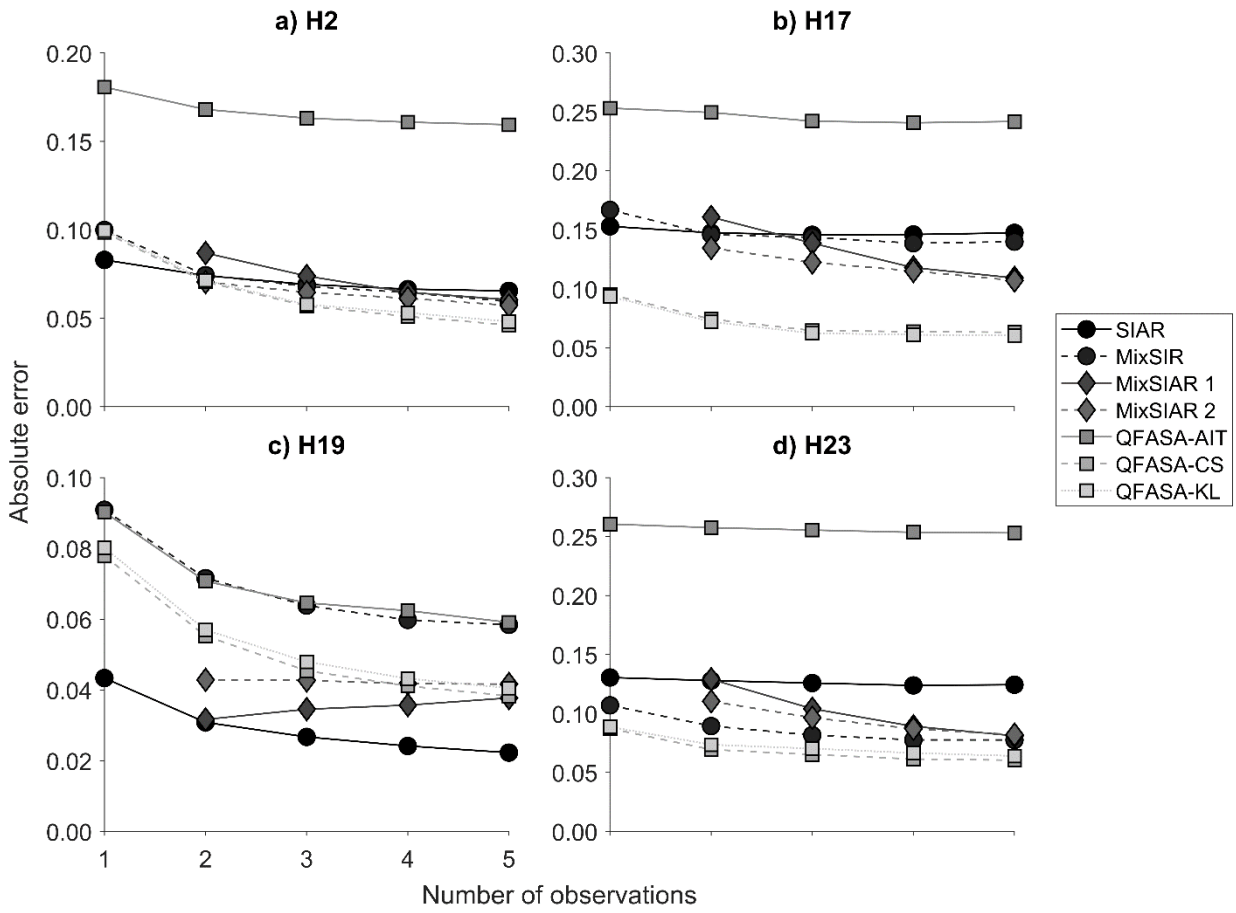 a) H2
b) H17
0.20
0.15
0.10
0.05
0.00
0.30
0.25
0.20
0.15
0.10
0.05
0.00
c) H19
d) H23
0.10
0.08
0.06
0.04
0.02
0.00
0.30
0.25
0.20
0.15
0.10
0.05
0.00
1 2 3 4 5
Absolute error
Number of observations
SIAR
MixSIR
MixSIAR 1
MixSIAR 2
QFASA-AIT
QFASA-CS
QFASA-KL